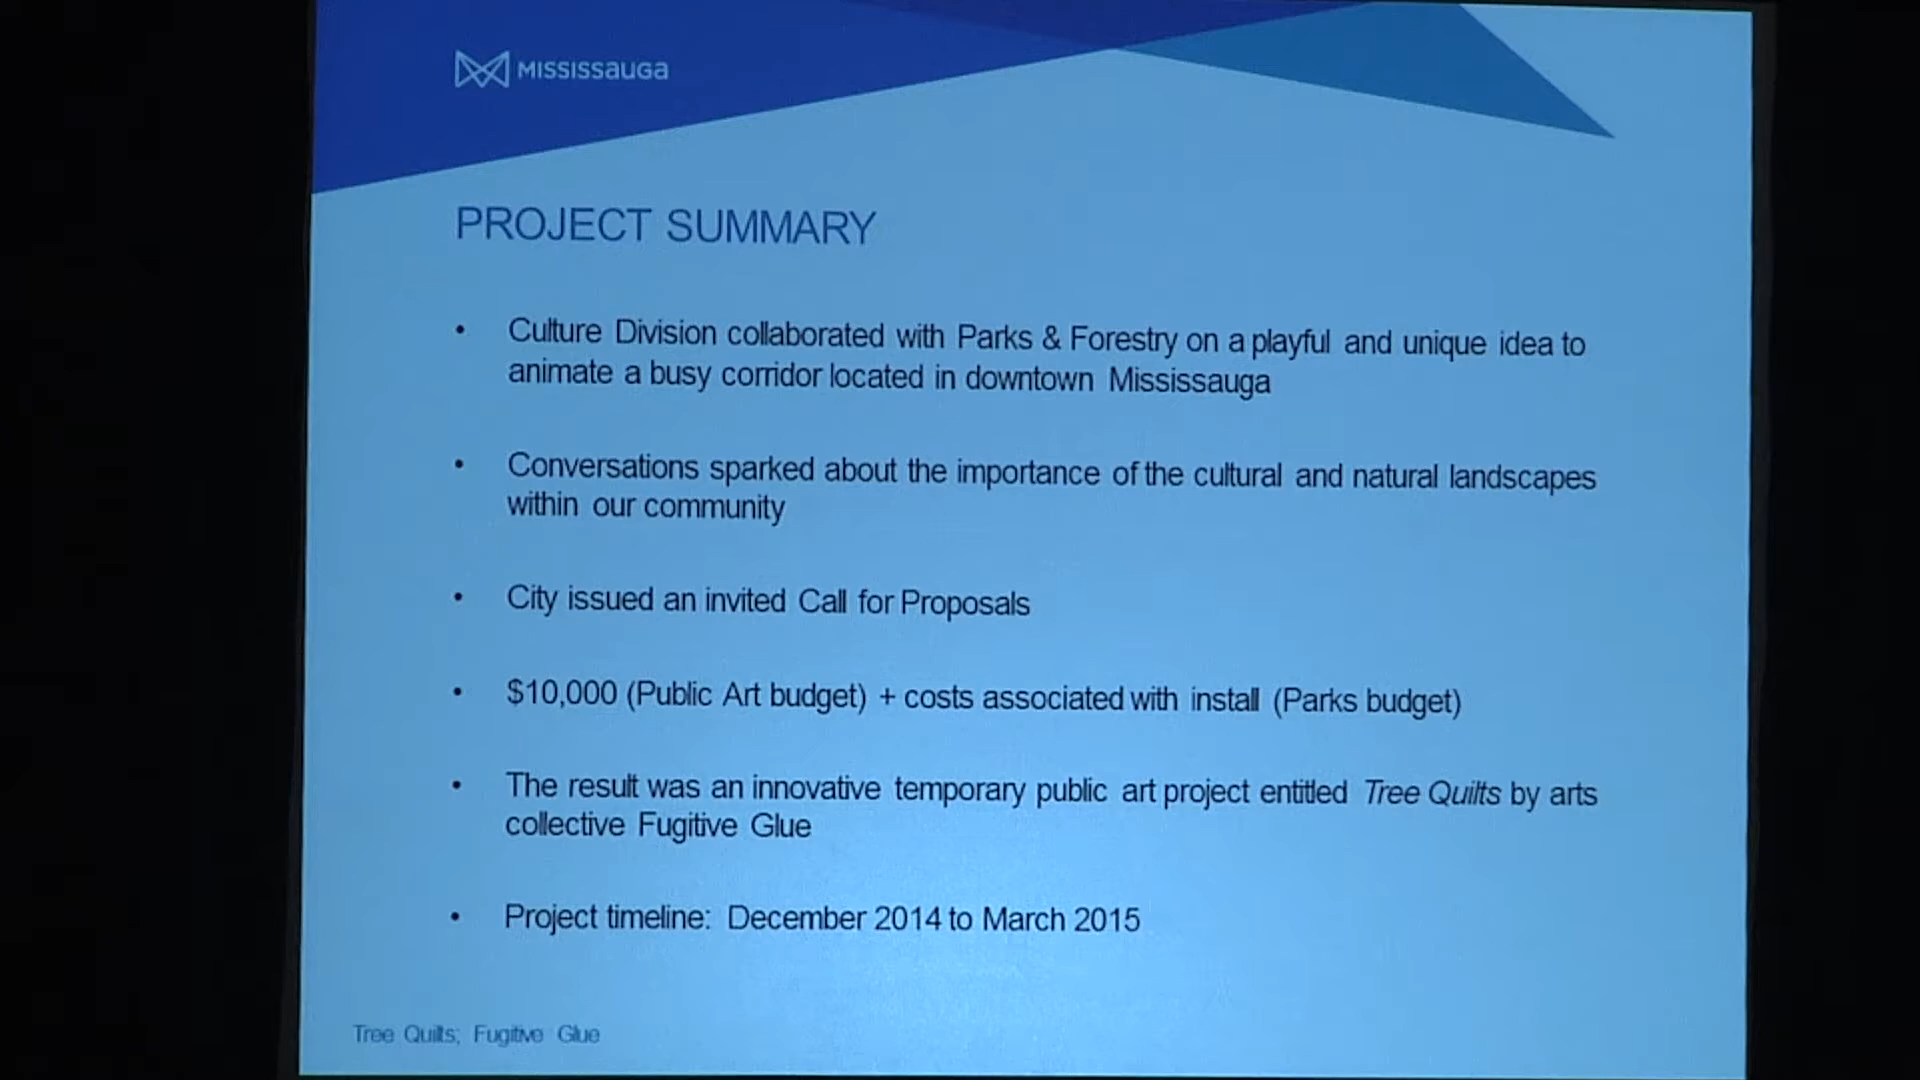 MISSISSAUGA
PROJECT SUMMARY
• Culture Division collaborated with Parks & Forestry on a playful and unique idea to
animate a busy corridor located in downtown Mississauga
• Conversations sparked about the importance of the cultural and natural landscapes
within our community
• City issued an invited Call for Proposals
• $10,000 (Public Art budget) + costs associated with install (Parks budget)
• The result was an innovative temporary public art project entitled Tree Quilts by arts
collective Fugitive Glue
• Project timeline: December 2014 to March 2015
Tree Quilts; Fugitive Glue